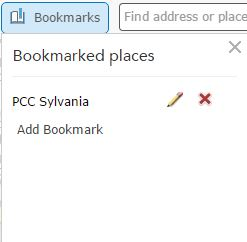 Bookmarks
Find address or place
Bookmarked places
PCC Sylvania
Add Bookmark